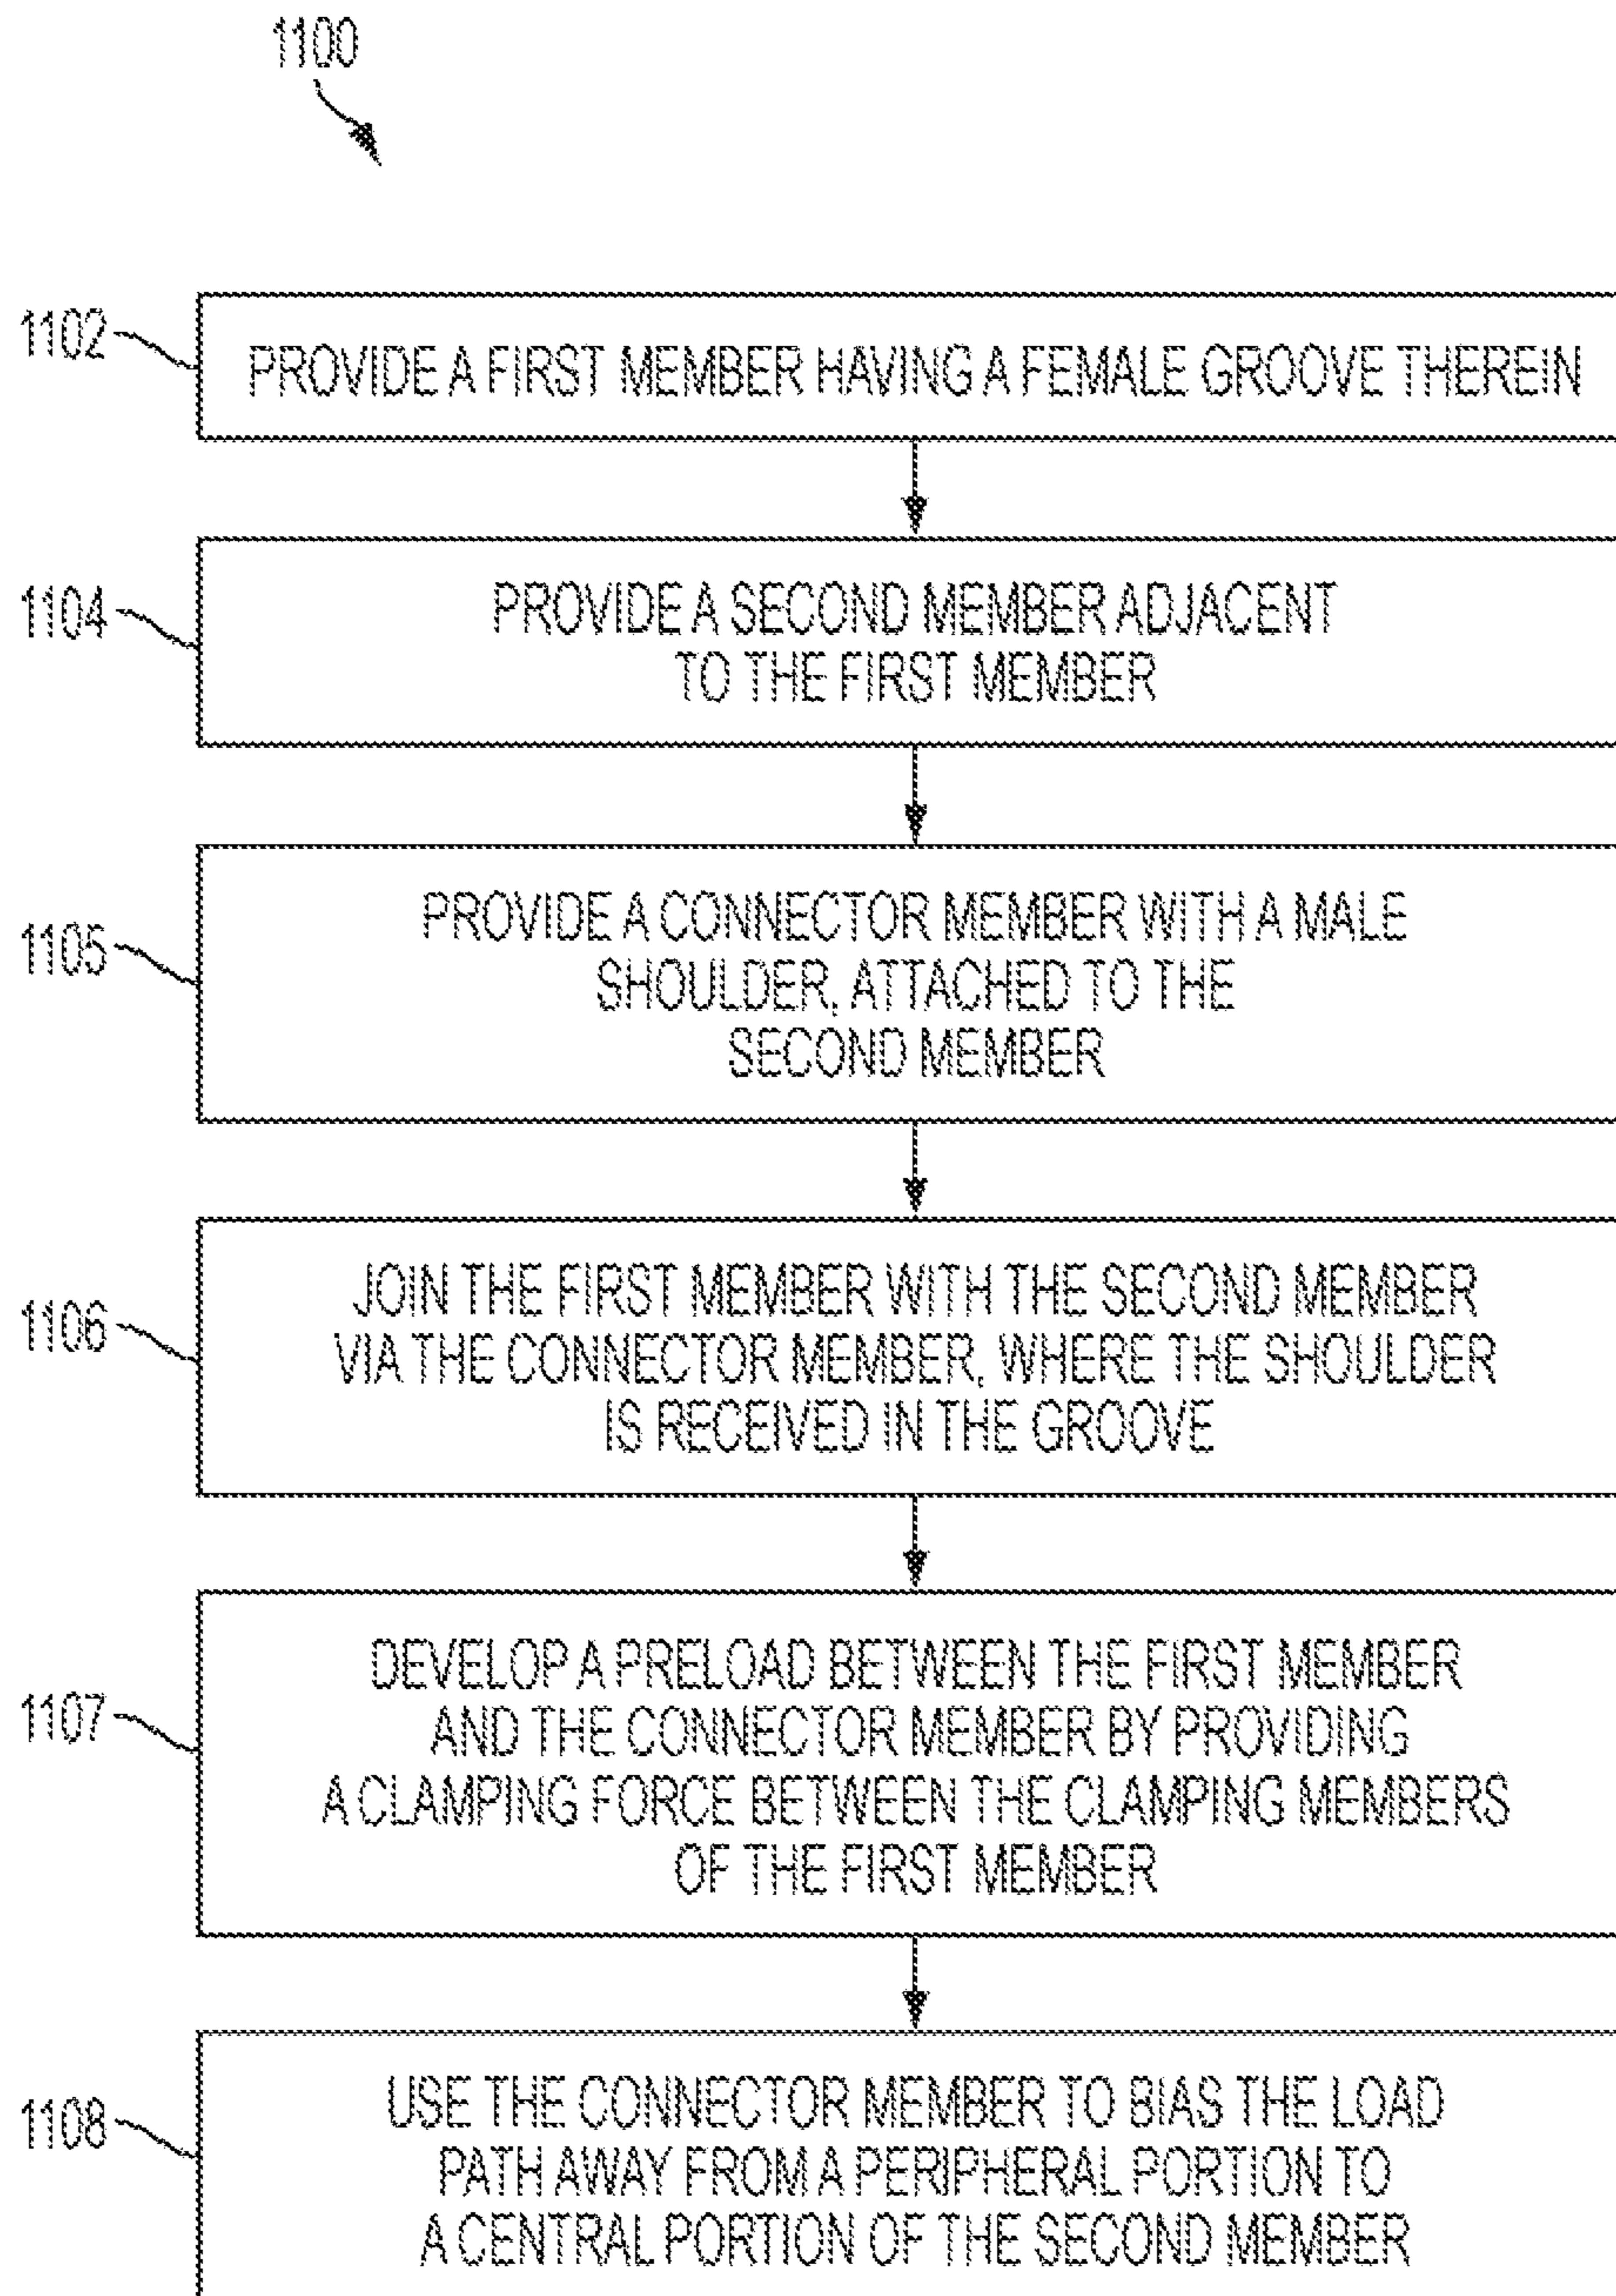 1100
1102
PROVIDE A FIRST MEMBER HAVING A FEMALE GROOVE THEREIN
1104
PROVIDE A SECOND MEMBER ADJACENT
TO THE FIRST MEMBER
1105
PROVIDE A CONNECTOR MEMBER WITH A MALE
SHOULDER, ATTACHED TO THE
SECOND MEMBER
1106
JOIN THE FIRST MEMBER WITH THE SECOND MEMBER
VIA THE CONNECTOR MEMBER, WHERE THE SHOULDER
IS RECEIVED IN THE GROOVE
1107
DEVELOP A PRELOAD BETWEEN THE FIRST MEMBER
AND THE CONNECTOR MEMBER BY PROVIDING
A CLAMPING FORCE BETWEEN THE CLAMPING MEMBERS
OF THE FIRST MEMBER
1108
USE THE CONNECTOR MEMBER TO BIAS THE LOAD
PATH AWAY FROM A PERIPHERAL PORTION TO
A CENTRAL PORTION OF THE SECOND MEMBER